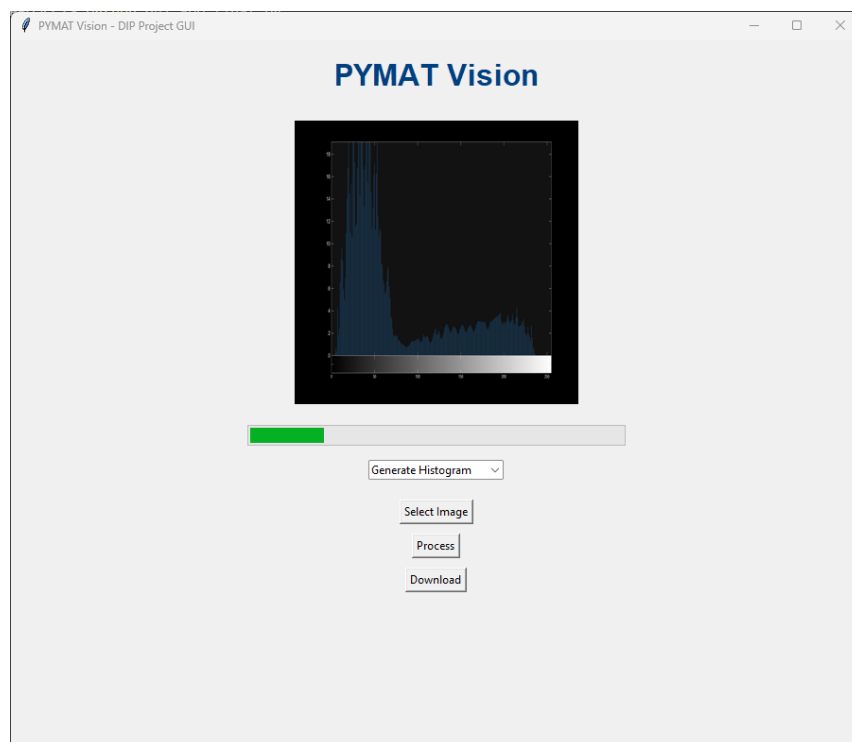 PYMAT Vision - DIP Project GUI
PYMAT Vision
Generate Histogram
Select Image
Process
Download